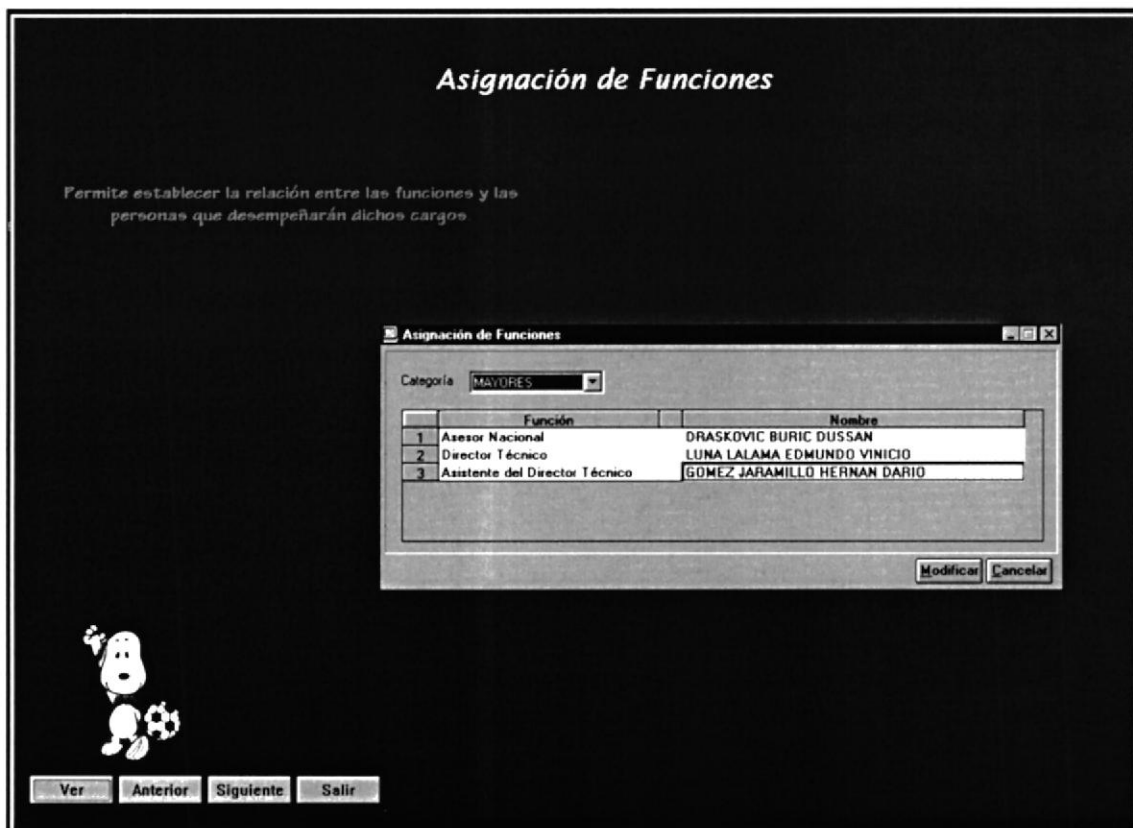 Asignación de Funciones
Permite establecer la relación entre las funciones y las
personas que desempeñarán dichos cargos
Asignación de Funciones
Categoría MAYORES
Función Nombre
1 Asesor Nacional DRASKOVIC BURIC DUSSAN
2 Director Técnico LUNA LALAMA EDMUNDO VINICIO
3 Asistente del Director Técnico GOMEZ JARAMILLO HERNAN DARIO
Modificar Cancelar
Ver Anterior Siguiente Salir